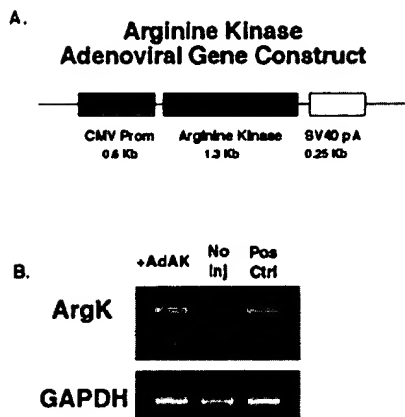 A.
Arginine Kinase
Adenoviral Gene Construct
CMV Prom Arginine Kinase SV40 pA
0.6 Kb 1.3 Kb 0.25 Kb
B.
+AdAK No Inj Pos Ctrl
ArgK
GAPDH